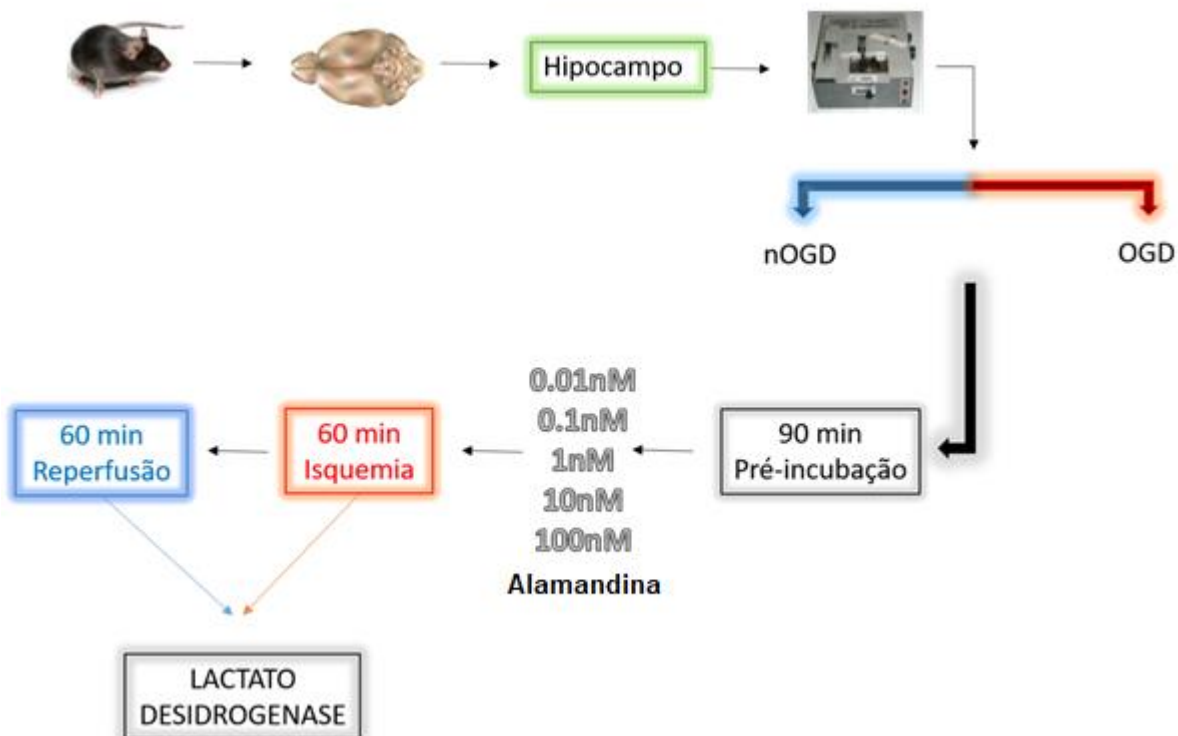 Hipocampo
nOGD
OGD
90 min
Pré-incubação
0.01nM
0.1nM
1nM
10nM
100nM
Alamandina
60 min
Isquemia
60 min
Reperfusão
LACTATO
DESIDROGENASE